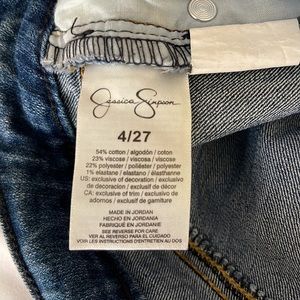 Jessica Simpson
4/27
54% cotton / algodón / coton
23% viscose / viscosa / viscose
22% polyester / poliéster / polyester
1% elastane / elastano / élasthanne
US: exclusive of decoration / exclusivo
de decoración / exclusif de décor
CA: exclusive of trim / exclusivo de
adornos / exclusif de garniture
MADE IN JORDAN
HECHO EN JORDANIA
FABRIQUÉ EN JORDANIE
SEE REVERSE FOR CARE
VER AL REVERSO PARA EL CUIDADO
VOIR LES INSTRUCTIONS D'ENTRETIEN AU DOS